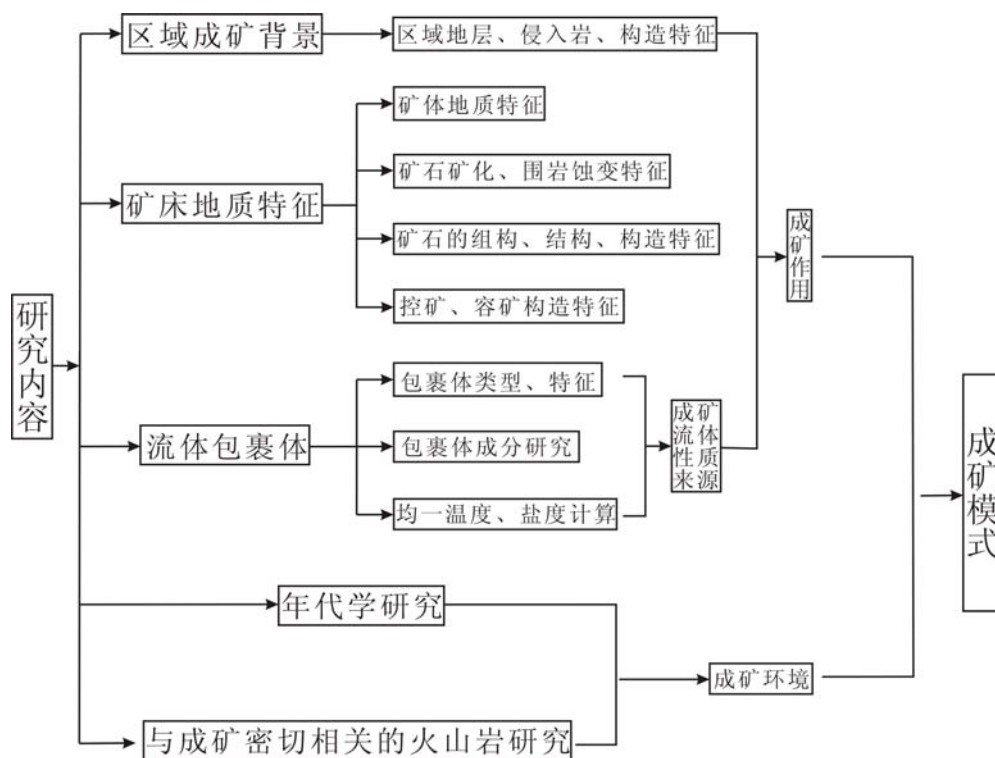 区域成矿背景
区域地层、侵入岩、构造特征
矿体地质特征
矿石矿化、围岩蚀变特征
矿床地质特征
矿石的组构、结构、构造特征
控矿、容矿构造特征
成矿作用
研究内容
包裹体类型、特征
流体包裹体
包裹体成分研究
均一温度、盐度计算
成矿
流体
性质
来源
成矿模式
年代学研究
成矿环境
与成矿密切相关的火山岩研究